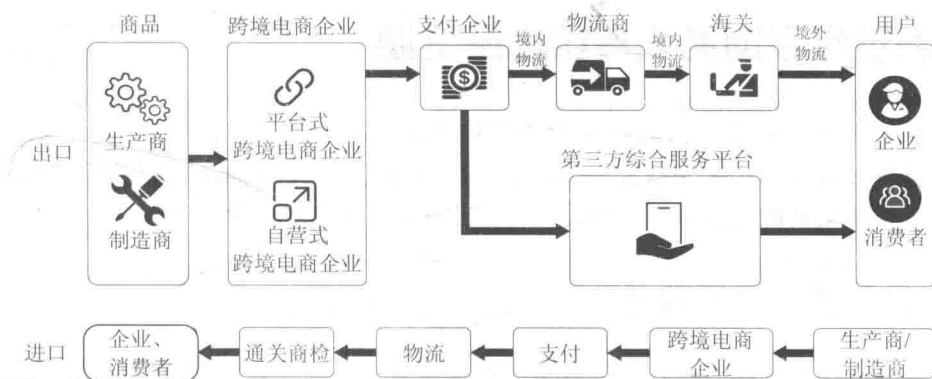 商品
跨境电商企业
支付企业
境内
物流
物流商
境内
物流
海关
境外
物流
用户
出口
生产商
制造商
平台式
跨境电商企业
自营式
跨境电商企业
$
第三方综合服务平台
企业
消费者
进口
企业、
消费者
通关商检
物流
支付
跨境电商
企业
生产商/
制造商